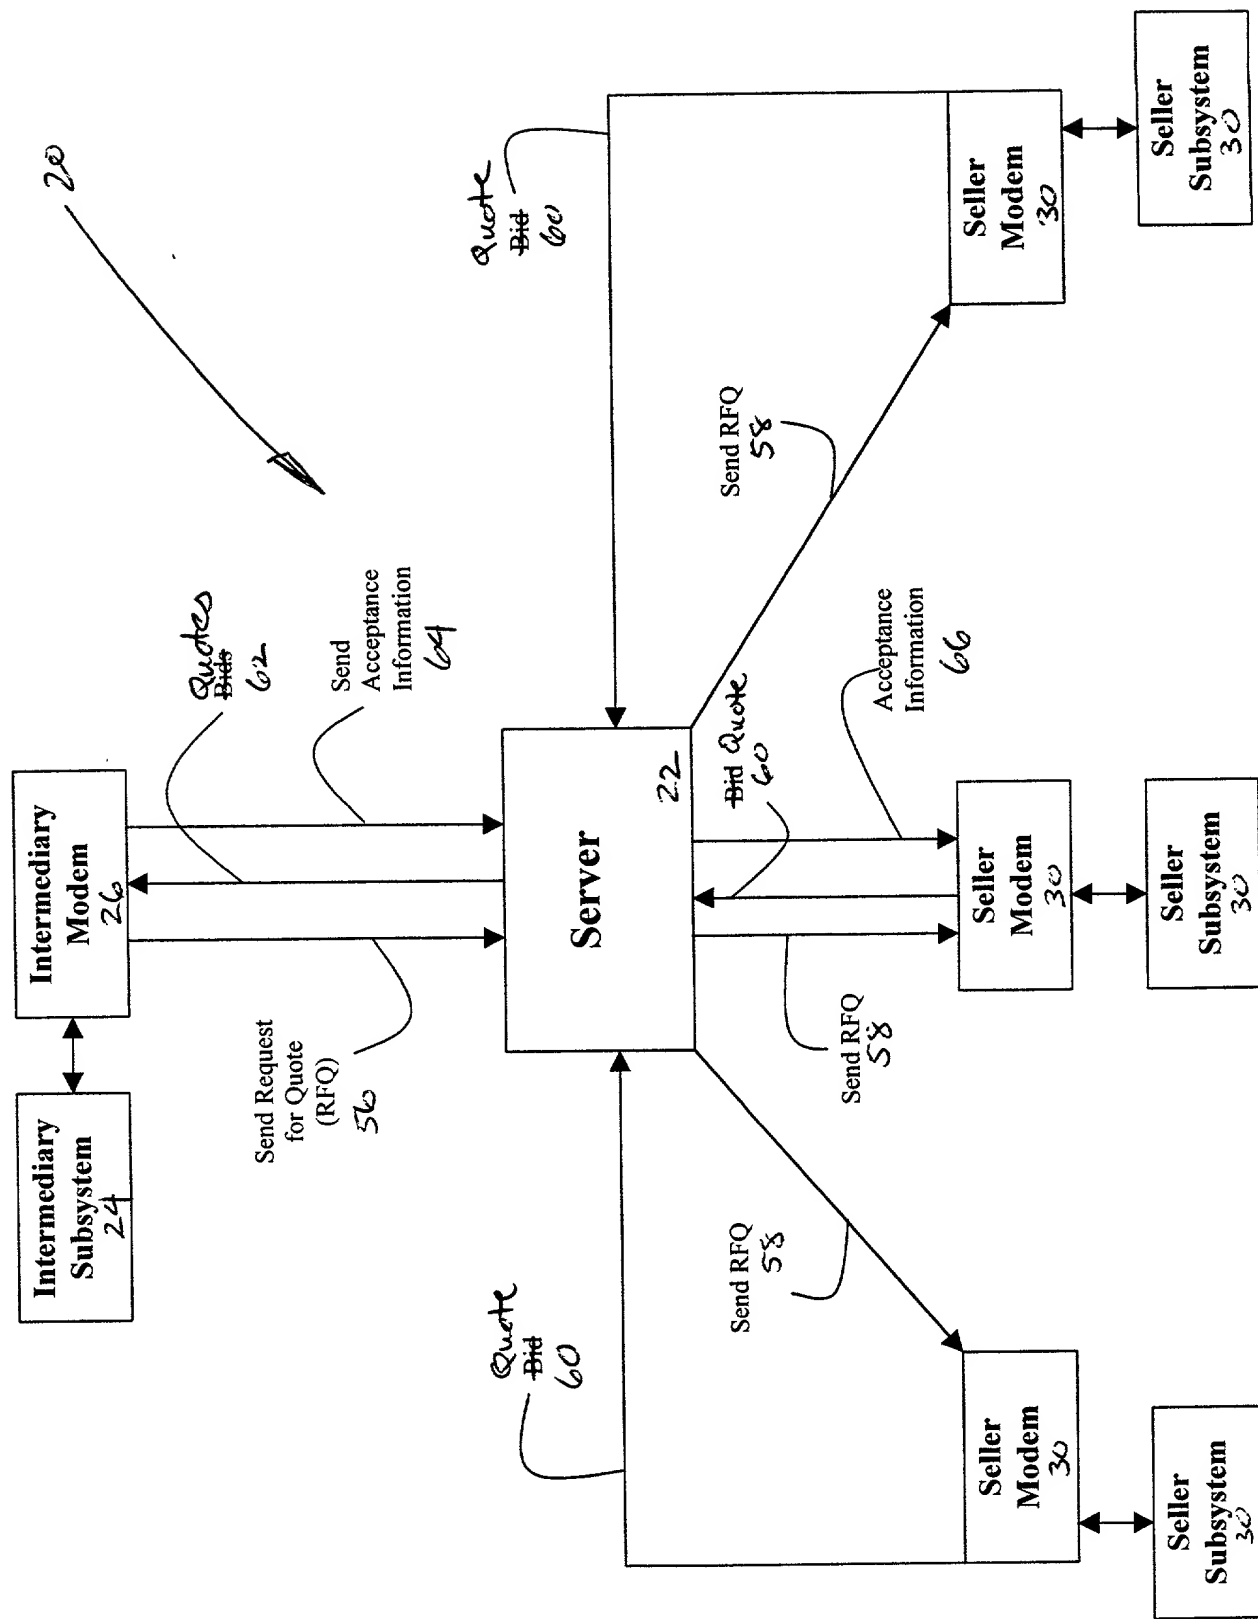 20
Intermediary
Subsystem
24
Intermediary
Modem
26
Send Request
for Quote
(RFQ)
56
Quotes
Bids
62
Send
Acceptance
Information
64
Server
22
Quote
Bid
60
Send RFQ
58
Send RFQ
58
Bid Quote
60
Acceptance
Information
66
Send RFQ
58
Quote
Bid
60
Seller
Modem
30
Seller
Subsystem
30
Seller
Modem
30
Seller
Subsystem
30
Seller
Modem
30
Seller
Subsystem
30